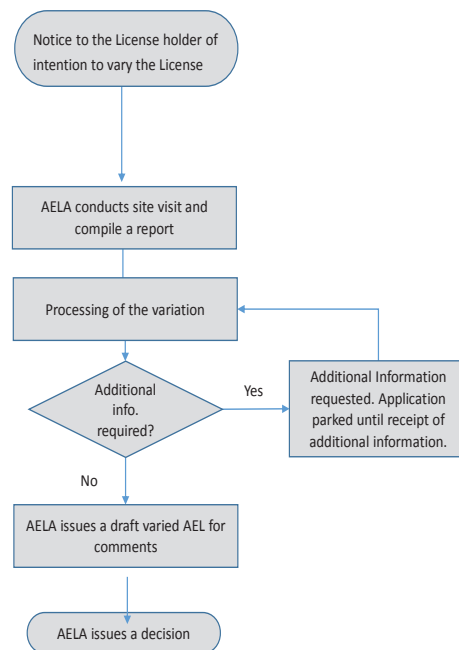 Notice to the License holder of
intention to vary the License
AELA conducts site visit and
compile a report
Processing of the variation
Additional
info.
required?
Yes
Additional Information
requested. Application
parked until receipt of
additional information.
No
AELA issues a draft varied AEL for
comments
AELA issues a decision